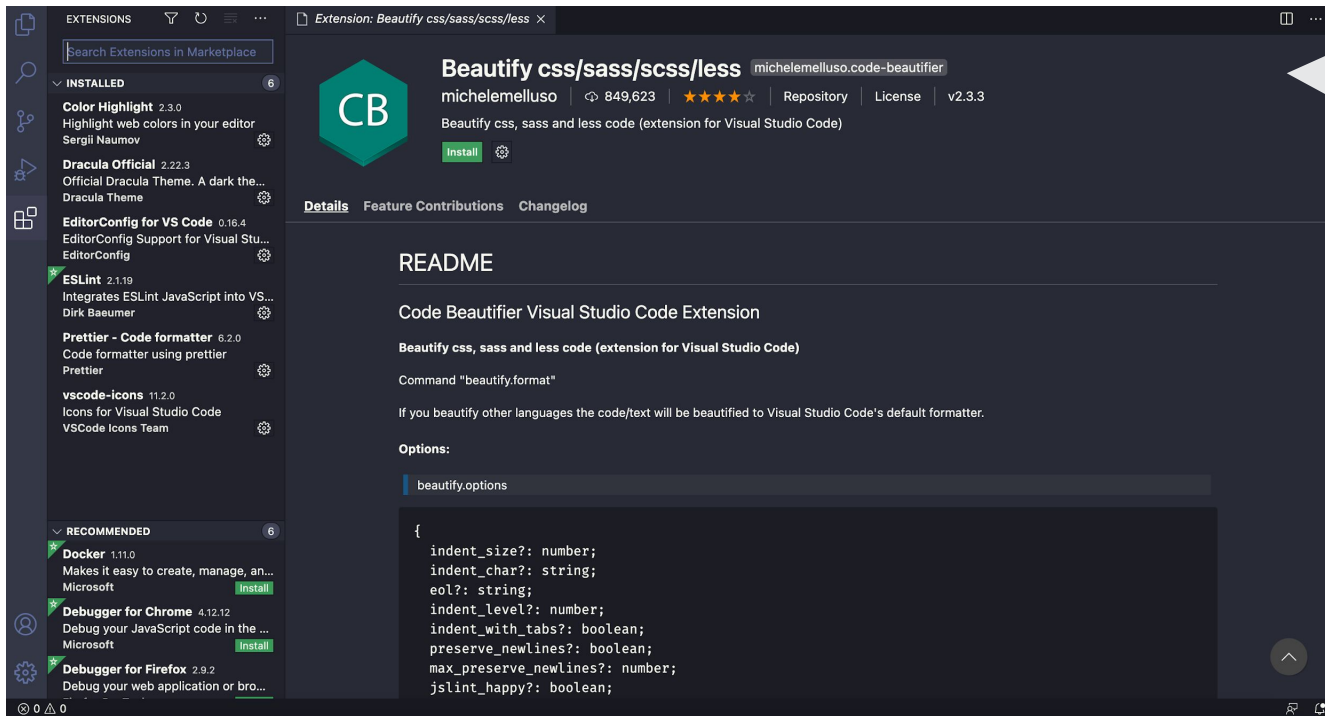 EXTENSIONS
Search Extensions in Marketplace
INSTALLED 6
Color Highlight 2.3.0
Highlight web colors in your editor
Sergii Naumov
Dracula Official 2.22.3
Official Dracula Theme. A dark the...
Dracula Theme
EditorConfig for VS Code 0.16.4
EditorConfig Support for Visual Stu...
EditorConfig
ESLint 2.1.19
Integrates ESLint JavaScript into VS...
Dirk Baeumer
Prettier - Code formatter 6.2.0
Code formatter using prettier
Prettier
vscode-icons 11.2.0
Icons for Visual Studio Code
VSCode Icons Team
RECOMMENDED 6
Docker 1.11.0
Makes it easy to create, manage, an...
Microsoft Install
Debugger for Chrome 4.12.12
Debug your JavaScript code in the ...
Microsoft Install
Debugger for Firefox 2.9.2
Debug your web application or bro...
0 0
Extension: Beautify css/sass/scss/less
CB
Beautify css/sass/scss/less michelemelluso.code-beautifier
michelemelluso 849,623 Repository License v2.3.3
Beautify css, sass and less code (extension for Visual Studio Code)
Install
Details Feature Contributions Changelog
README
Code Beautifier Visual Studio Code Extension
Beautify css, sass and less code (extension for Visual Studio Code)
Command "beautify.format"
If you beautify other languages the code/text will be beautified to Visual Studio Code's default formatter.
Options:
beautify.options
{
indent_size?: number;
indent_char?: string;
eol?: string;
indent_level?: number;
indent_with_tabs?: boolean;
preserve_newlines?: boolean;
max_preserve_newlines?: number;
jslint_happy?: boolean;